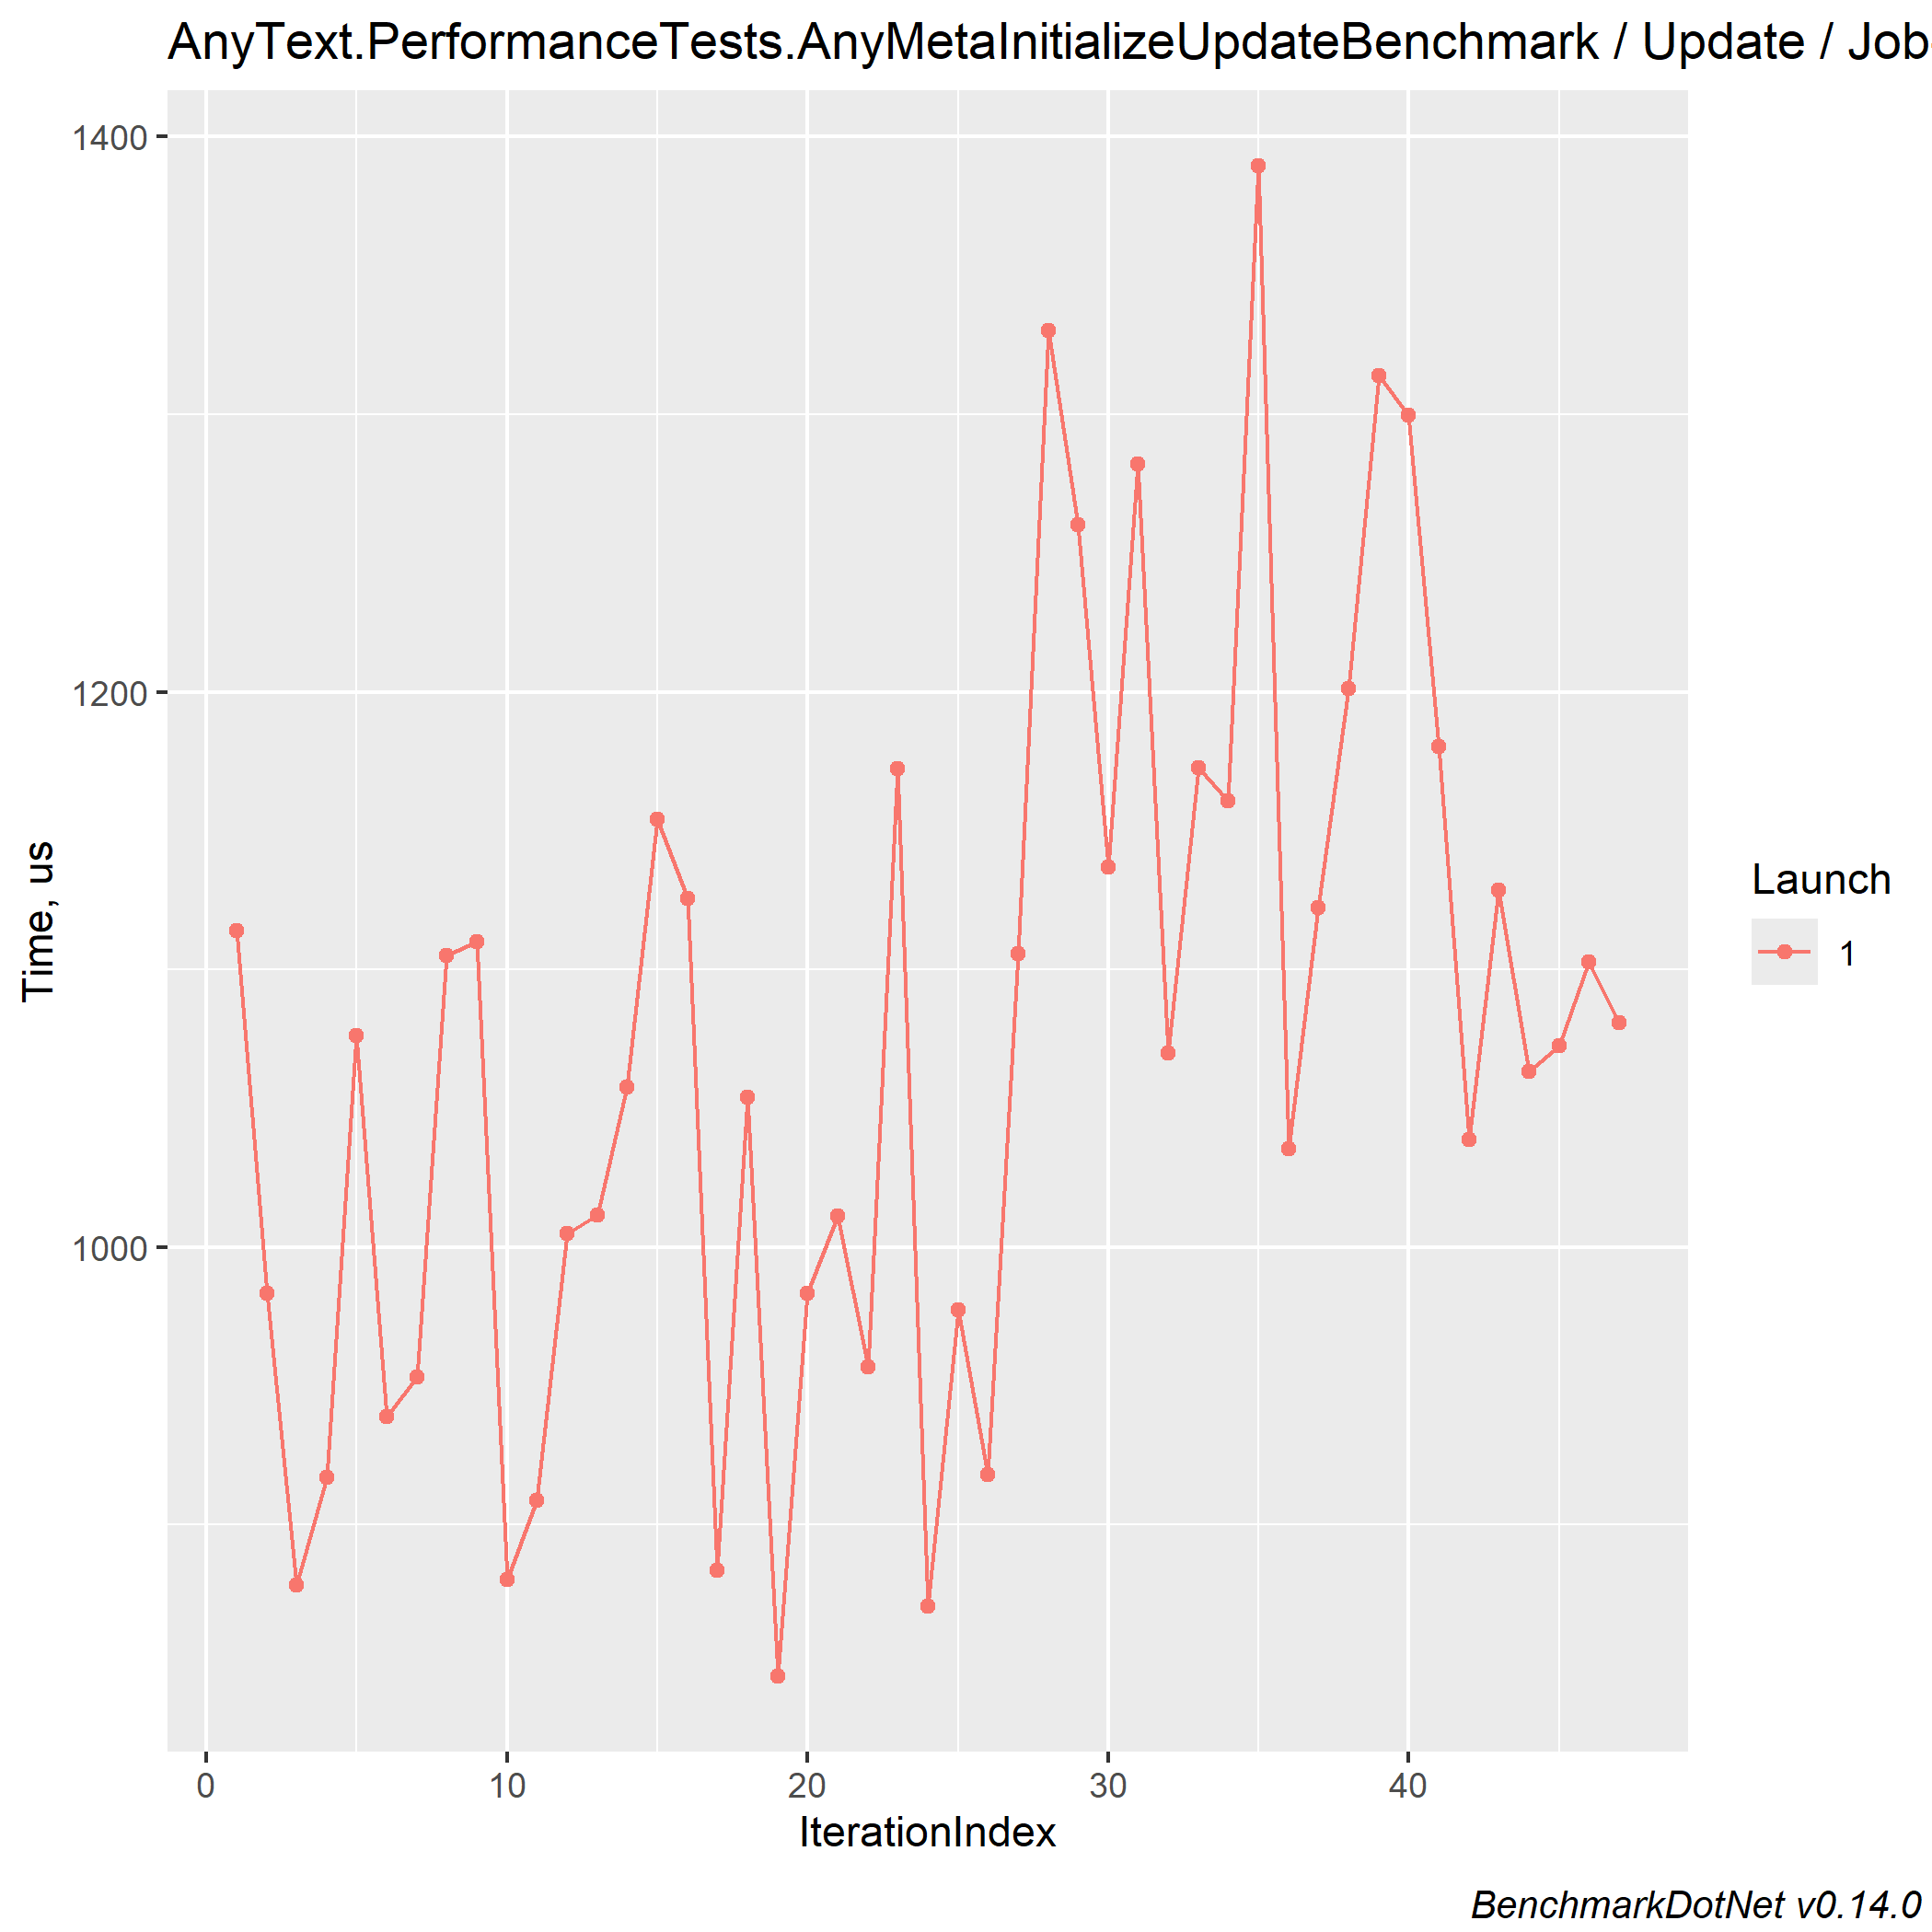 AnyText.PerformanceTests.AnyMetaInitializeUpdateBenchmark / Update / Job
1400
1200
1000
Time, us
0 10 20 30 40
IterationIndex
Launch
1
BenchmarkDotNet v0.14.0